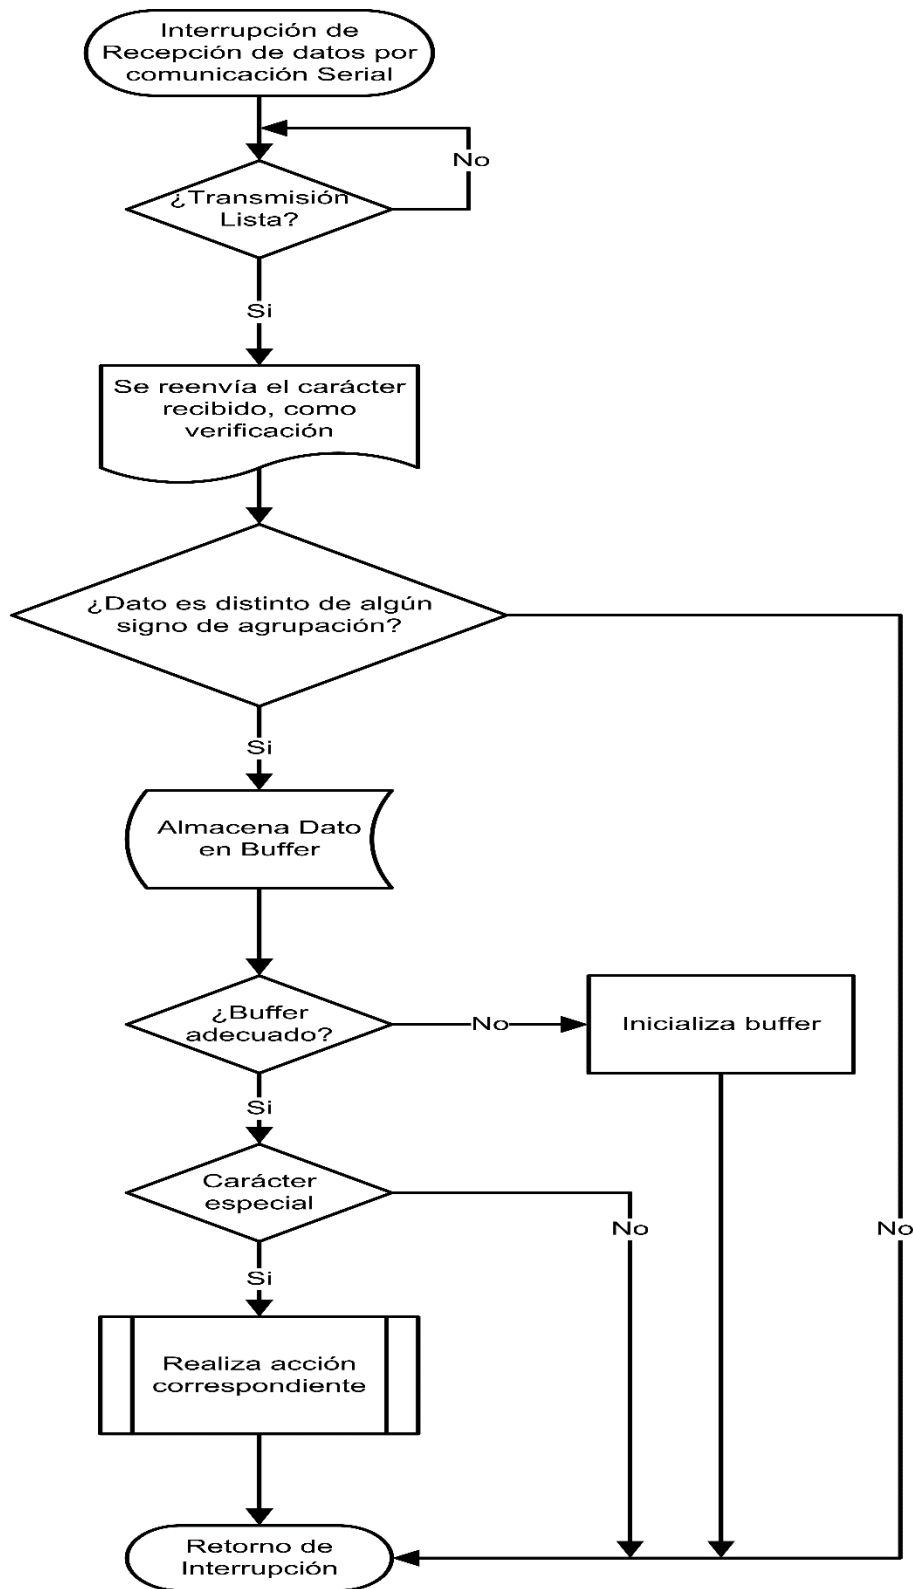 Interrupción de
Recepción de datos por
comunicación Serial
No
¿Transmisión
Lista?
Si
Se reenvía el carácter
recibido, como
verificación
¿Dato es distinto de algún
signo de agrupación?
Si
Almacena Dato
en Buffer
¿Buffer
adecuado?
No
Inicializa buffer
Si
Carácter
especial
No
No
Si
Realiza acción
correspondiente
Retorno de
Interrupción